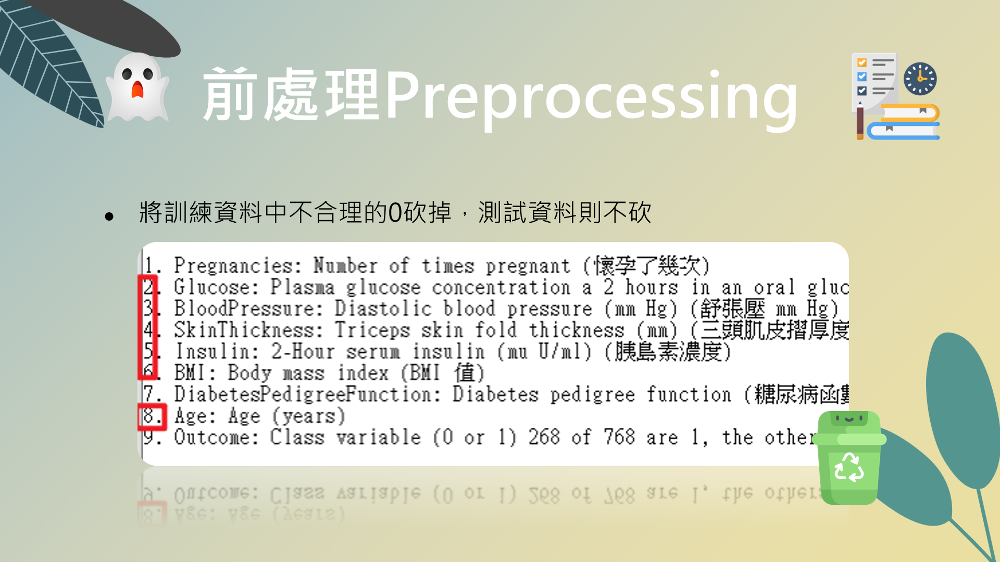 前處理Preprocessing
• 將訓練資料中不合理的0砍掉，測試資料則不砍
1. Pregnancies: Number of times pregnant (懷孕了幾次)
2. Glucose: Plasma glucose concentration a 2 hours in an oral gluc
3. BloodPressure: Diastolic blood pressure (mm Hg) (舒張壓 mm Hg)
4. SkinThickness: Triceps skin fold thickness (mm) (三頭肌皮摺厚度
5. Insulin: 2-Hour serum insulin (mu U/ml) (胰島素濃度)
6. BMI: Body mass index (BMI 值)
7. DiabetesPedigreeFunction: Diabetes pedigree function (糖尿病函數
8. Age: Age (years)
9. Outcome: Class variable (0 or 1) 268 of 768 are 1, the other